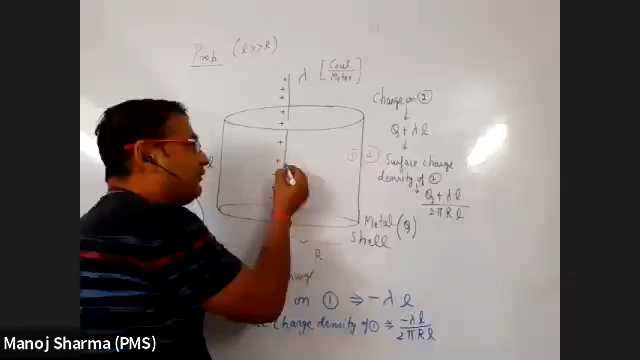 Prob (l>>R)
λ [Coul/Meter]
+
+
+
+
+
+
+
Charge on ②
↓
Q+λl
↓
① ② Surface charge
density of ②
↓ Q+λl/2πRl
l
Metal (Q)
Shell
R
on ① ⇒ -λl
charge density of ① ⇒ -λl/2πRl
Manoj Sharma (PMS)